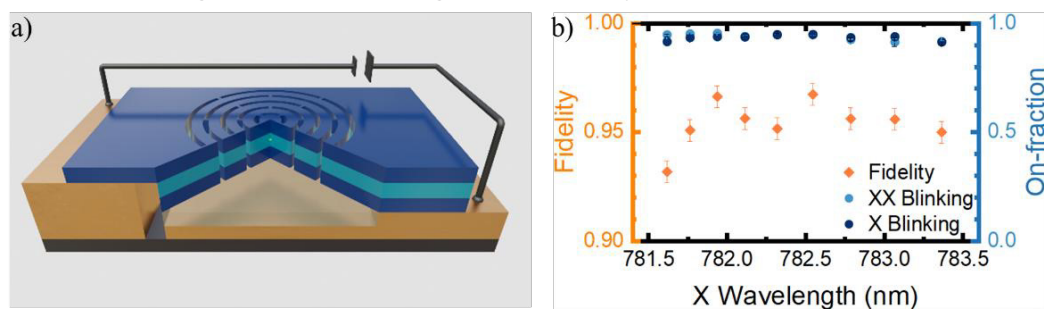 a)
b)
1.00
0.95
0.90
Fidelity
1.0
0.5
0.0
On-fraction
Fidelity
XX Blinking
X Blinking
781.5 782.0 782.5 783.0 783.5
X Wavelength (nm)